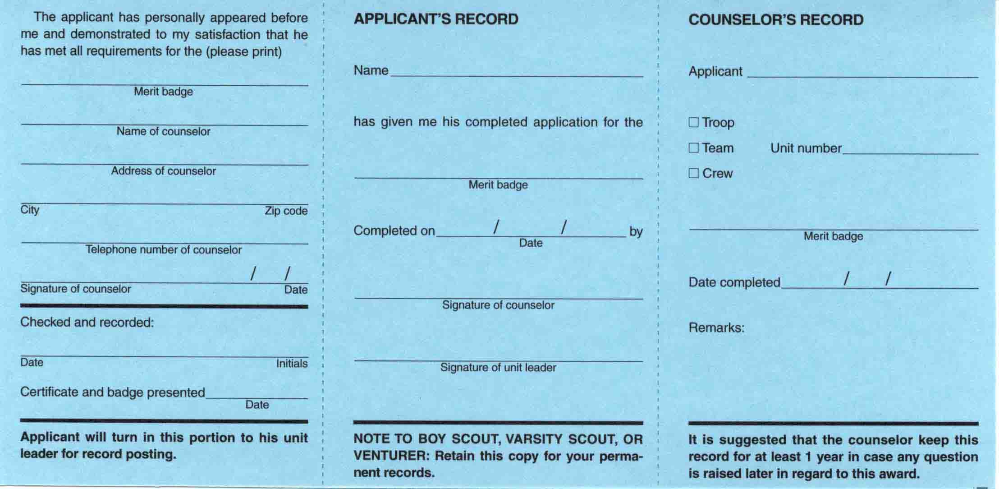 The applicant has personally appeared before
me and demonstrated to my satisfaction that he
has met all requirements for the (please print)
Merit badge
Name of counselor
Address of counselor
City Zip code
Telephone number of counselor
/ /
Signature of counselor Date
Checked and recorded:
Date Initials
Certificate and badge presented
Date
Applicant will turn in this portion to his unit
leader for record posting.
APPLICANT'S RECORD
Name
has given me his completed application for the
Merit badge
Completed on / / by
Date
Signature of counselor
Signature of unit leader
NOTE TO BOY SCOUT, VARSITY SCOUT, OR
VENTURER: Retain this copy for your perma-
nent records.
COUNSELOR'S RECORD
Applicant
☐ Troop
☐ Team Unit number
☐ Crew
Merit badge
Date completed / /
Remarks:
It is suggested that the counselor keep this
record for at least 1 year in case any question
is raised later in regard to this award.